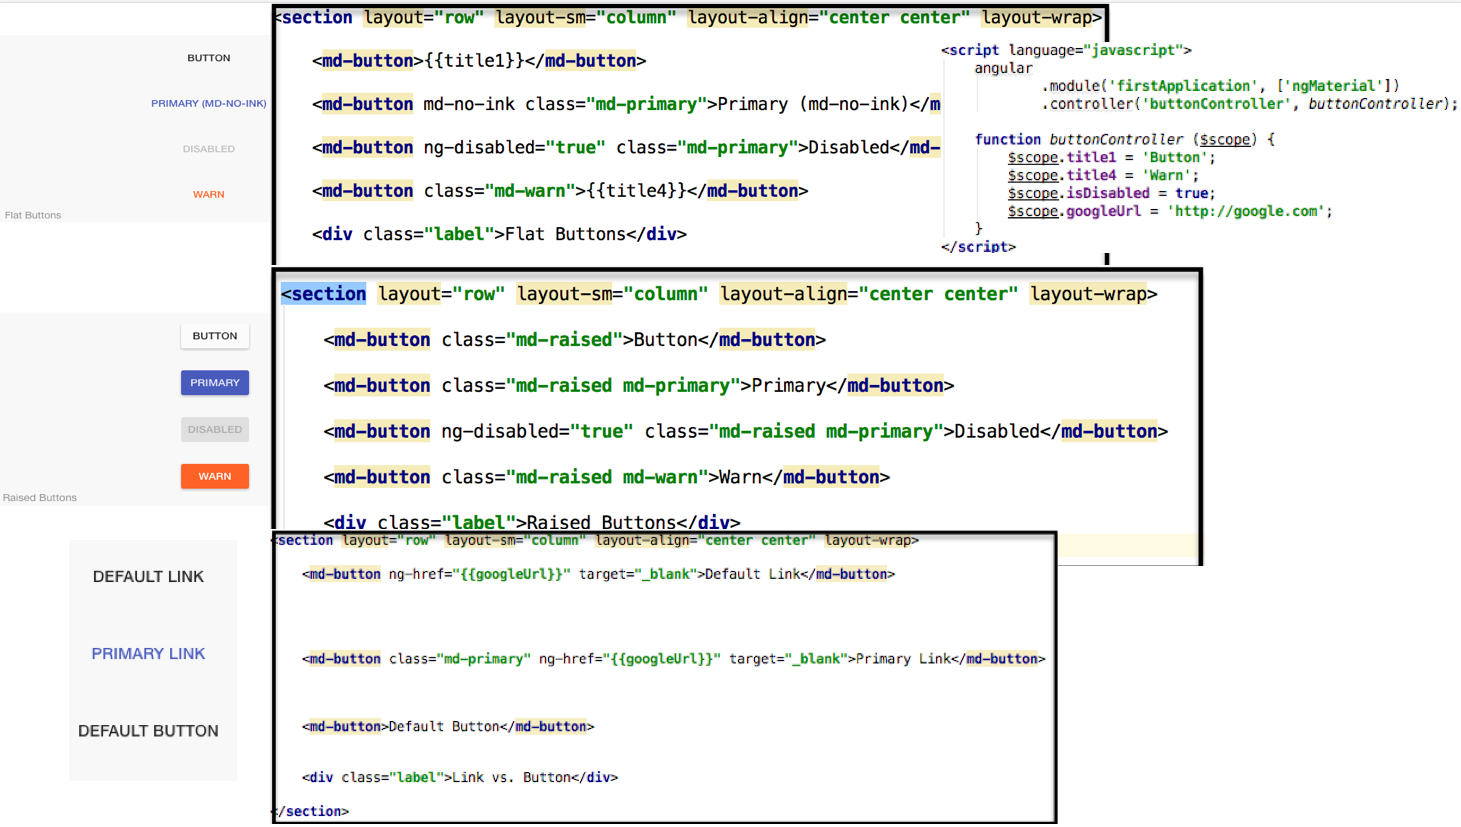 BUTTON
PRIMARY (MD-NO-INK)
DISABLED
WARN
Flat Buttons
<section layout="row" layout-sm="column" layout-align="center center" layout-wrap>
<md-button>{{title1}}</md-button>
<md-button md-no-ink class="md-primary">Primary (md-no-ink)</m
<md-button ng-disabled="true" class="md-primary">Disabled</md-
<md-button class="md-warn">{{title4}}</md-button>
<div class="label">Flat Buttons</div>
<script language="javascript">
angular
.module('firstApplication', ['ngMaterial'])
.controller('buttonController', buttonController);
function buttonController ($scope) {
$scope.title1 = 'Button';
$scope.title4 = 'Warn';
$scope.isDisabled = true;
$scope.googleUrl = 'http://google.com';
}
</script>
BUTTON
PRIMARY
DISABLED
WARN
Raised Buttons
<section layout="row" layout-sm="column" layout-align="center center" layout-wrap>
<md-button class="md-raised">Button</md-button>
<md-button class="md-raised md-primary">Primary</md-button>
<md-button ng-disabled="true" class="md-raised md-primary">Disabled</md-button>
<md-button class="md-raised md-warn">Warn</md-button>
<div class="label">Raised Buttons</div>
DEFAULT LINK
PRIMARY LINK
DEFAULT BUTTON
<section layout="row" layout-sm="column" layout-align="center center" layout-wrap>
<md-button ng-href="{{googleUrl}}" target="_blank">Default Link</md-button>
<md-button class="md-primary" ng-href="{{googleUrl}}" target="_blank">Primary Link</md-button>
<md-button>Default Button</md-button>
<div class="label">Link vs. Button</div>
</section>